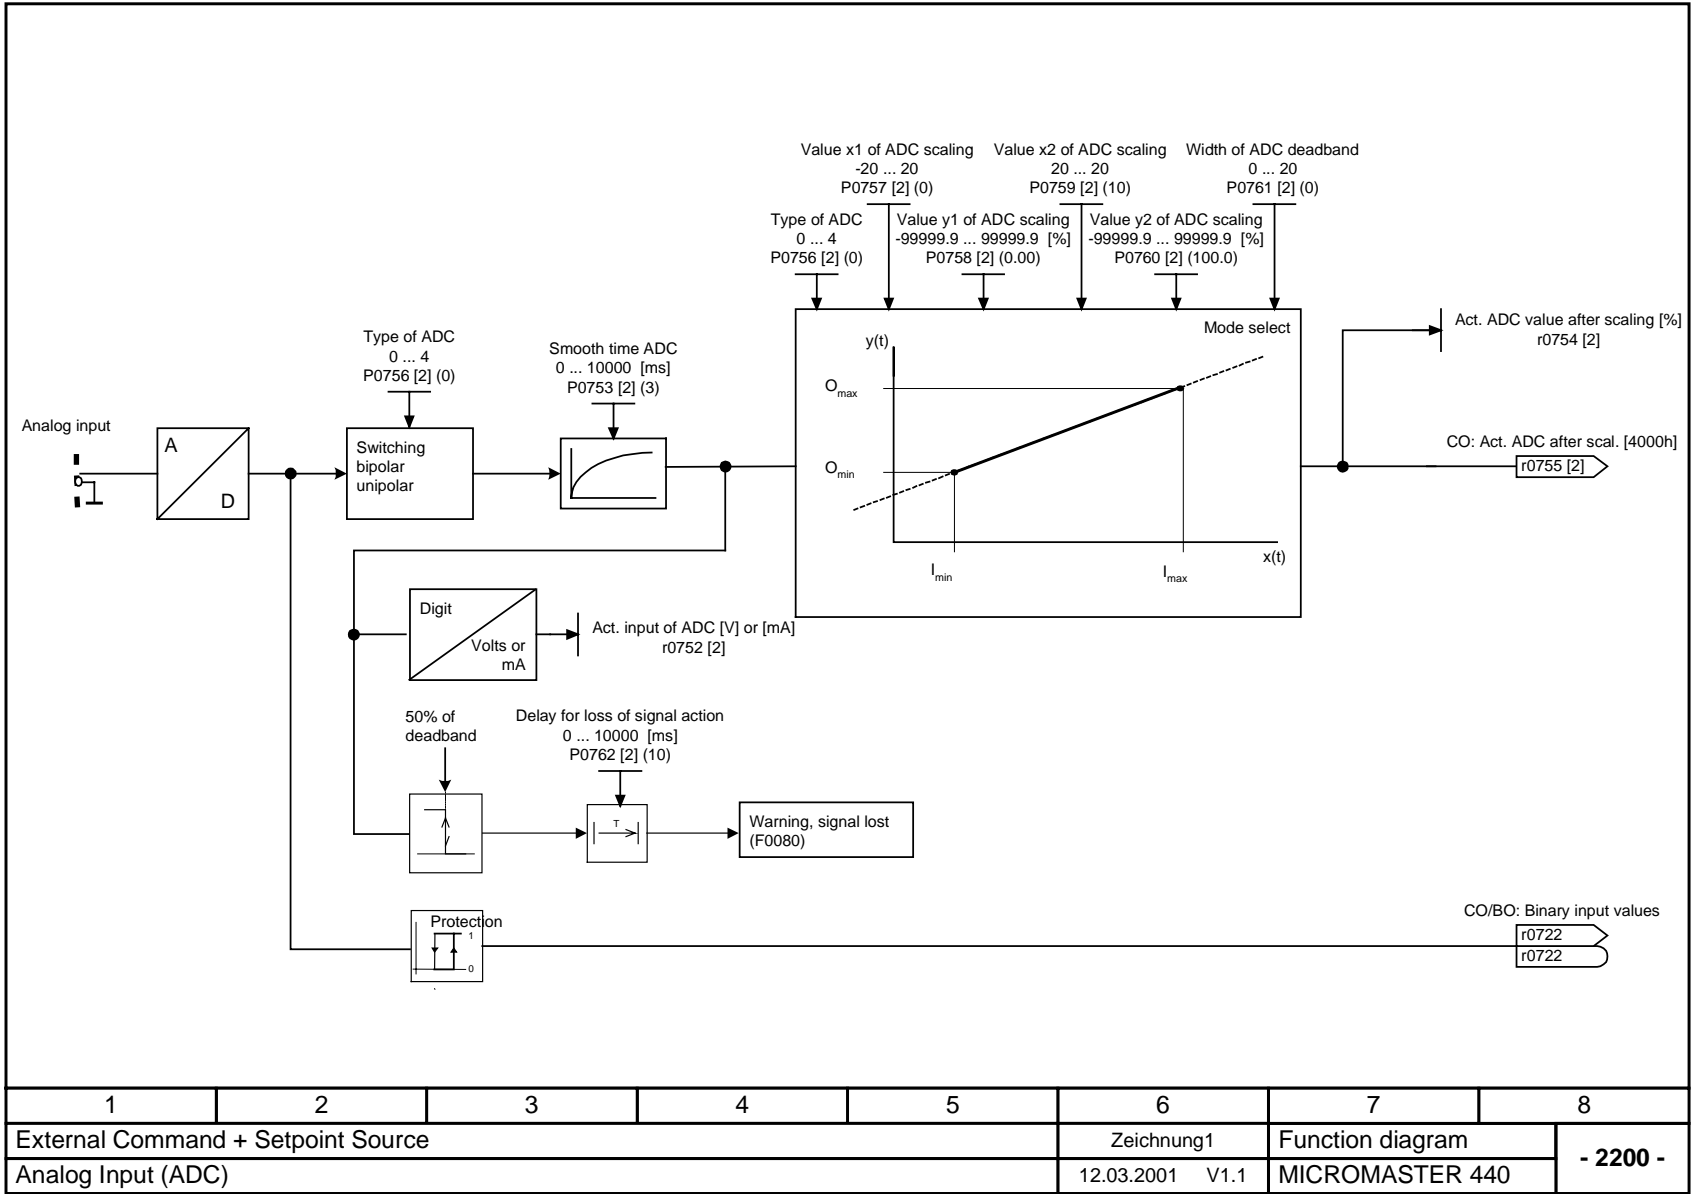 Value x1 of ADC scaling
-20 ... 20
P0757 [2] (0)
Value x2 of ADC scaling
20 ... 20
P0759 [2] (10)
Width of ADC deadband
0 ... 20
P0761 [2] (0)
Type of ADC
0 ... 4
P0756 [2] (0)
Value y1 of ADC scaling
-99999.9 ... 99999.9 [%]
P0758 [2] (0.00)
Value y2 of ADC scaling
-99999.9 ... 99999.9 [%]
P0760 [2] (100.0)
Mode select
y(t)
Omax
Omin
Imin
Imax
x(t)
Act. ADC value after scaling [%]
r0754 [2]
CO: Act. ADC after scal. [4000h]
r0755 [2]
Type of ADC
0 ... 4
P0756 [2] (0)
Smooth time ADC
0 ... 10000 [ms]
P0753 [2] (3)
Analog input
A
D
Switching
bipolar
unipolar
Digit
Volts or
mA
Act. input of ADC [V] or [mA]
r0752 [2]
50% of
deadband
Delay for loss of signal action
0 ... 10000 [ms]
P0762 [2] (10)
T
Warning, signal lost
(F0080)
Protection
1
0
CO/BO: Binary input values
r0722
r0722
1 2 3 4 5 6 7 8
External Command + Setpoint Source
Zeichnung1
Function diagram
- 2200 -
Analog Input (ADC)
12.03.2001 V1.1
MICROMASTER 440